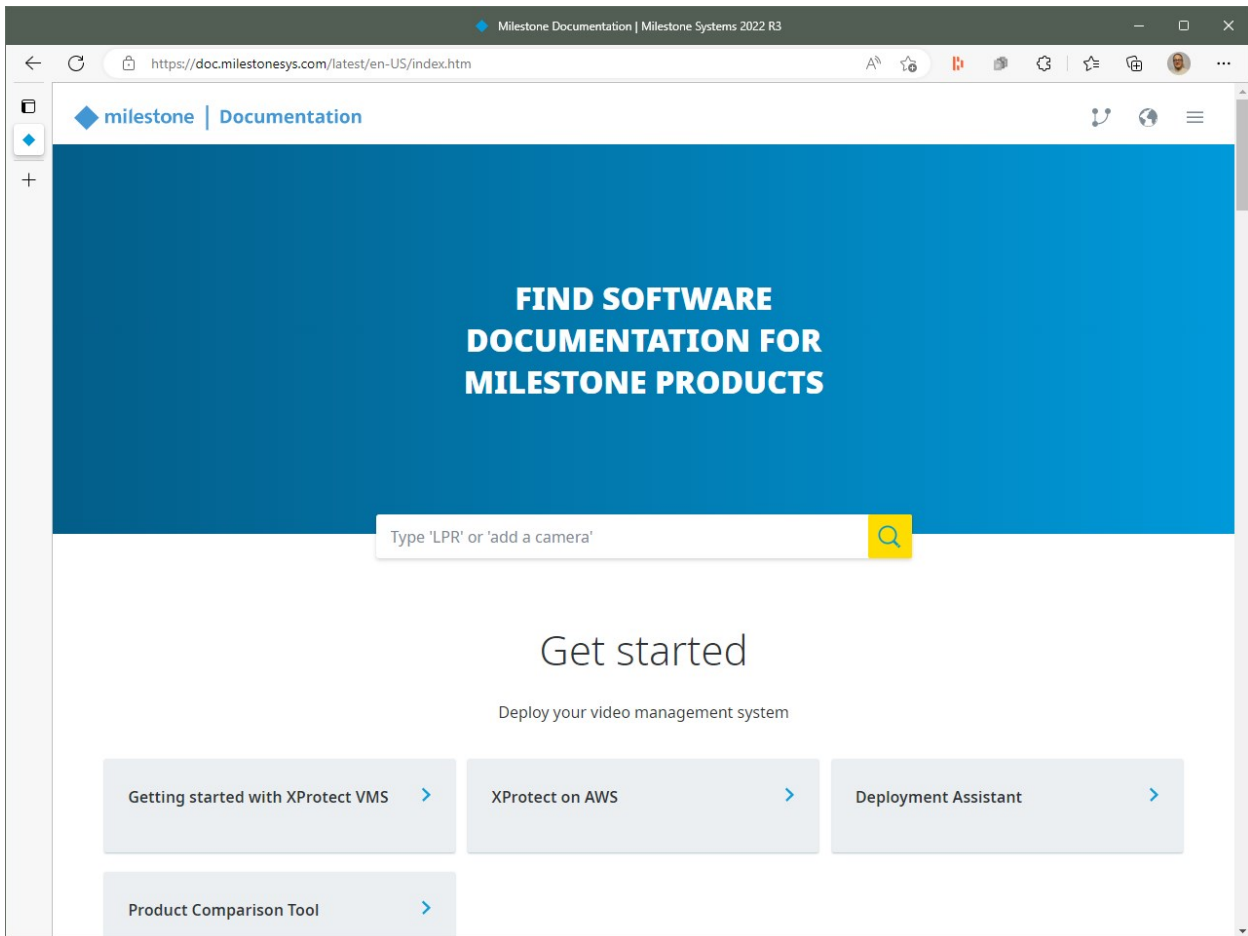 Milestone Documentation | Milestone Systems 2022 R3
https://doc.milestonesys.com/latest/en-US/index.htm
milestone | Documentation
FIND SOFTWARE
DOCUMENTATION FOR
MILESTONE PRODUCTS
Type 'LPR' or 'add a camera'
Get started
Deploy your video management system
Getting started with XProtect VMS
XProtect on AWS
Deployment Assistant
Product Comparison Tool